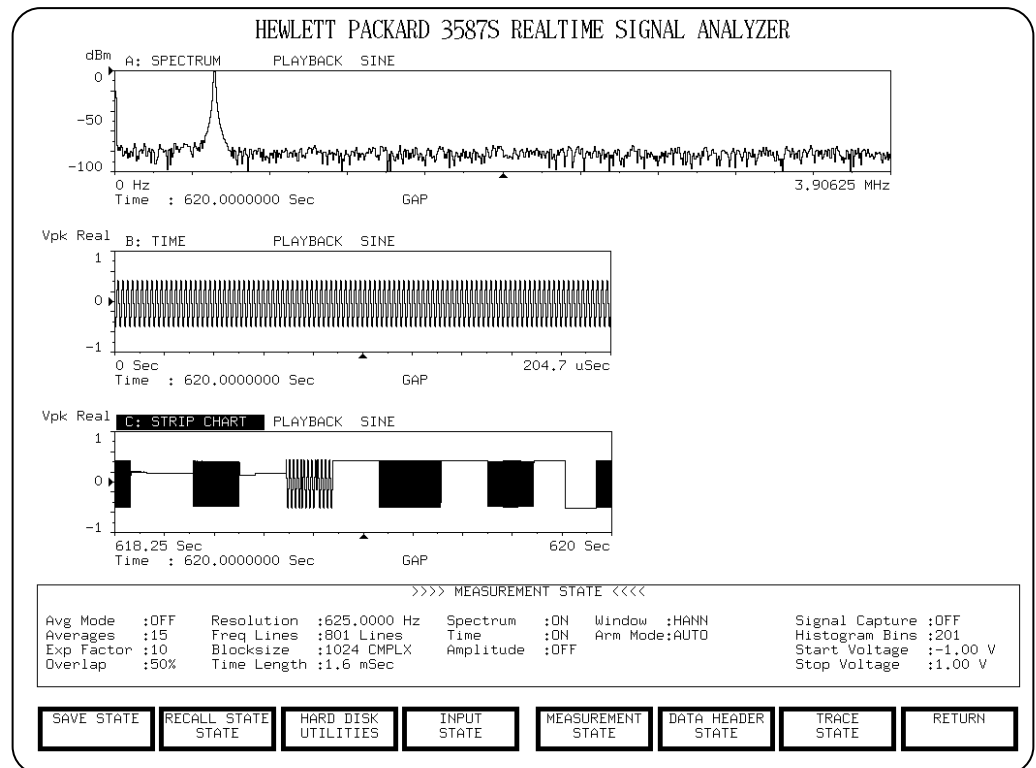 HEWLETT PACKARD 3587S REALTIME SIGNAL ANALYZER
dBm A: SPECTRUM PLAYBACK SINE
0
-50
-100
0 Hz 3.90625 MHz
Time : 620.0000000 Sec GAP
Vpk Real B: TIME PLAYBACK SINE
1
0
-1
0 Sec 204.7 uSec
Time : 620.0000000 Sec GAP
Vpk Real C: STRIP CHART PLAYBACK SINE
1
0
-1
618.25 Sec 620 Sec
Time : 620.0000000 Sec GAP
>>>> MEASUREMENT STATE <<<<
Avg Mode :OFF Resolution :625.0000 Hz Spectrum :ON Window :HANN Signal Capture :OFF
Averages :15 Freq Lines :801 Lines Time :ON Arm Mode:AUTO Histogram Bins :201
Exp Factor :10 Blocksize :1024 CMPLX Amplitude :OFF Start Voltage :-1.00 V
Overlap :50% Time Length :1.6 mSec Stop Voltage :1.00 V
SAVE STATE RECALL STATE HARD DISK INPUT MEASUREMENT DATA HEADER TRACE RETURN
STATE UTILITIES STATE STATE STATE STATE